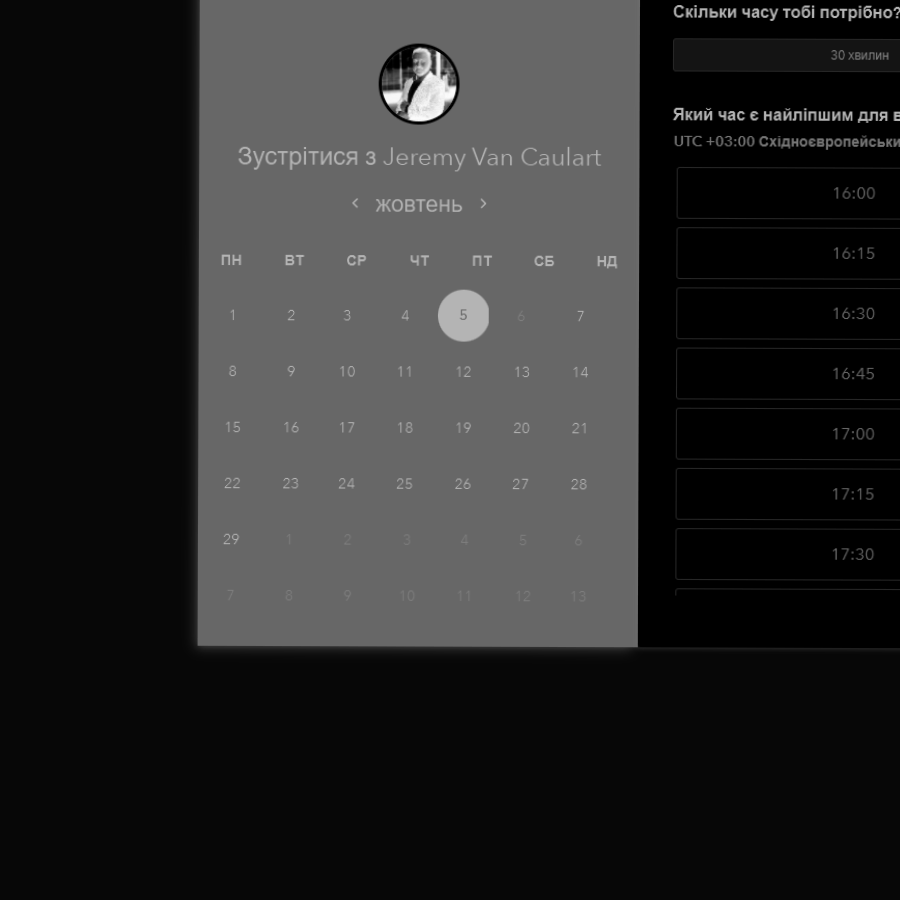 Зустрітися з Jeremy Van Caulart
‹ жовтень ›
ПН ВТ СР ЧТ ПТ СБ НД
1 2 3 4 5 6 7
8 9 10 11 12 13 14
15 16 17 18 19 20 21
22 23 24 25 26 27 28
29 1 2 3 4 5 6
7 8 9 10 11 12 13
Скільки часу тобі потрібно?
30 хвилин
Який час є найліпшим для в
UTC +03:00 Східноєвропейськи
16:00
16:15
16:30
16:45
17:00
17:15
17:30